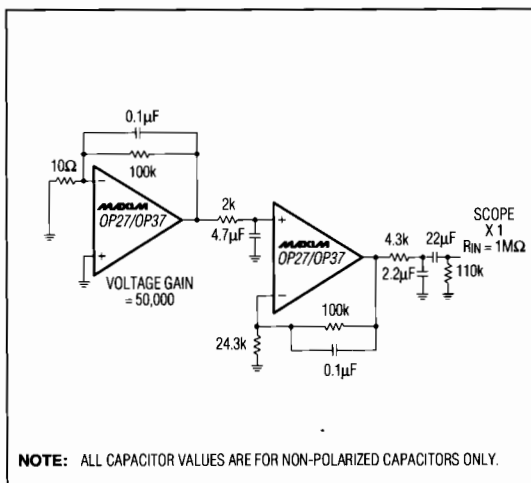 0.1µF
10Ω
100k
−
MAXIM
OP27/OP37
+
VOLTAGE GAIN
= 50,000
2k
4.7µF
+
MAXIM
OP27/OP37
−
24.3k
100k
0.1µF
4.3k
22µF
2.2µF
110k
SCOPE
X 1
RIN = 1MΩ
NOTE: ALL CAPACITOR VALUES ARE FOR NON-POLARIZED CAPACITORS ONLY.